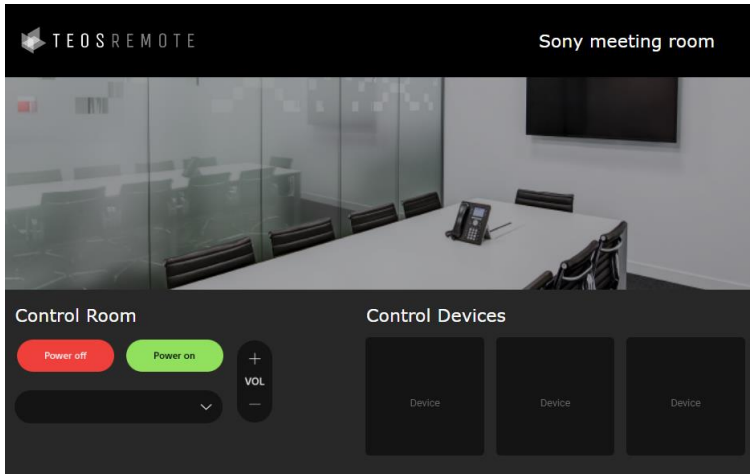 TEOSREMOTE
Sony meeting room
Control Room
Control Devices
Power off
Power on
+
VOL
—
Device
Device
Device